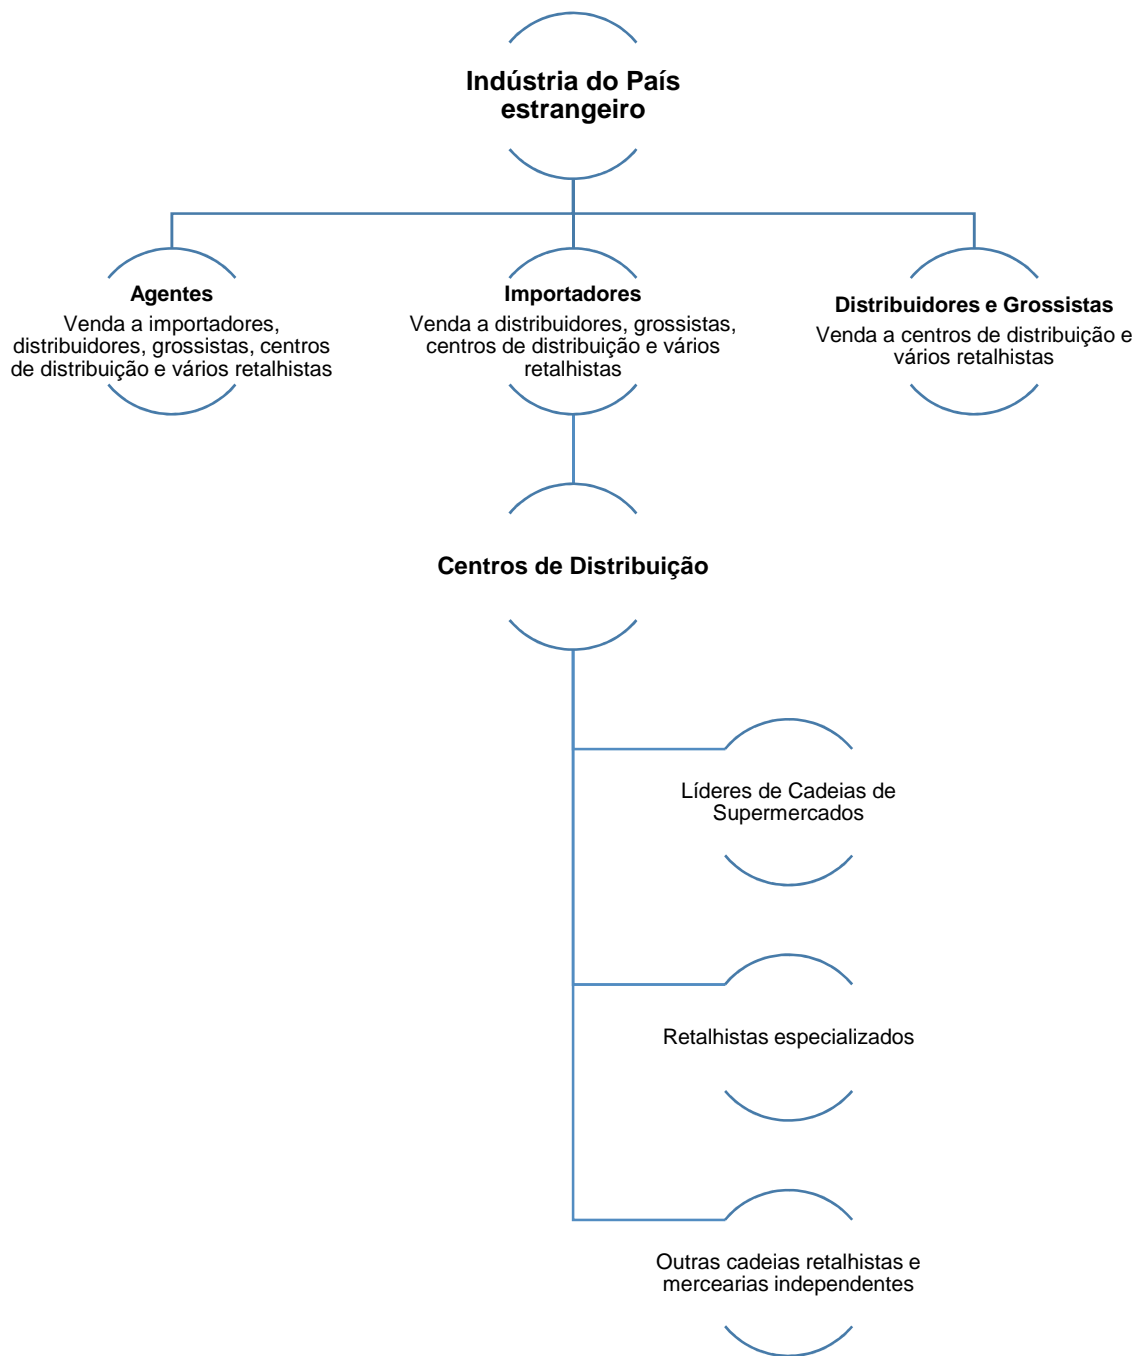 Indústria do País
estrangeiro
Agentes
Venda a importadores,
distribuidores, grossistas, centros
de distribuição e vários retalhistas
Importadores
Venda a distribuidores, grossistas,
centros de distribuição e vários
retalhistas
Distribuidores e Grossistas
Venda a centros de distribuição e
vários retalhistas
Centros de Distribuição
Líderes de Cadeias de
Supermercados
Retalhistas especializados
Outras cadeias retalhistas e
mercearias independentes